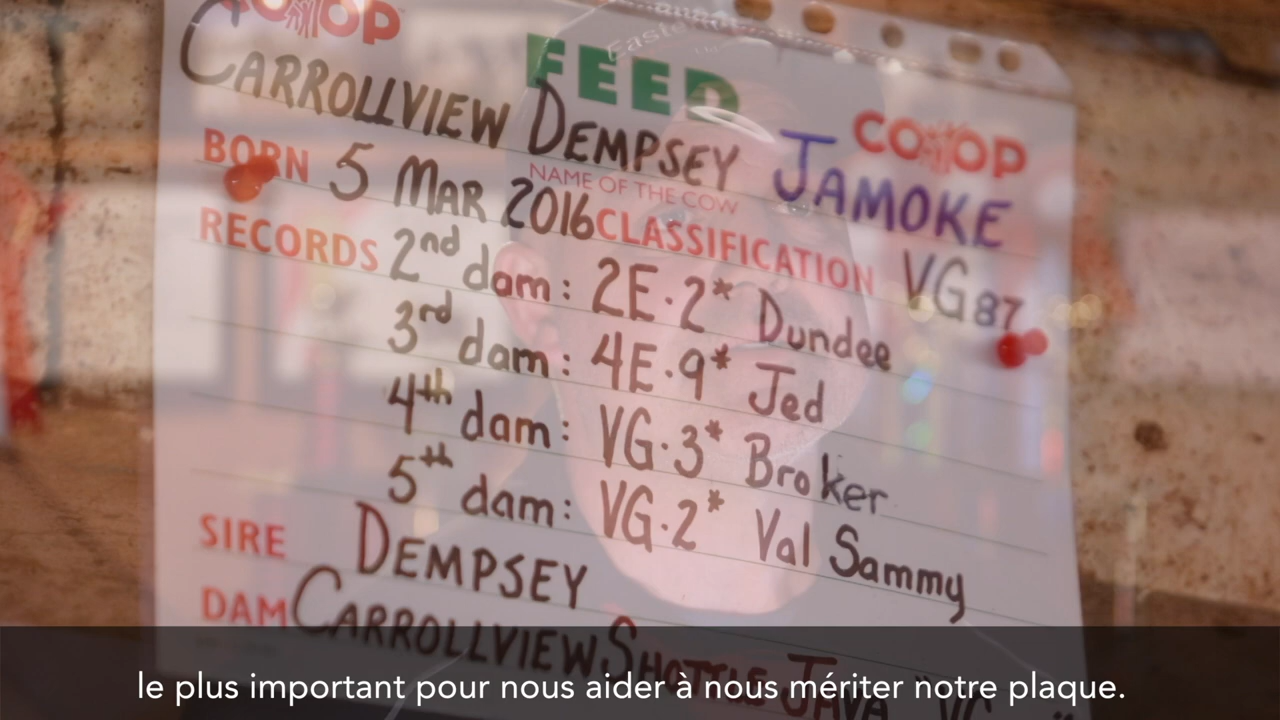 CO-OP
FEED
CO-OP
CARROLLVIEW DEMPSEY JAMOKE
NAME OF THE COW
BORN 5 MAR 2016 CLASSIFICATION VG 87
RECORDS 2nd dam: 2E·2* Dundee
3rd dam: 4E·9* Jed
4th dam: VG·3* Broker
5th dam: VG·2* Val Sammy
SIRE DEMPSEY
DAM CARROLLVIEW SHOTTLE JAVA
le plus important pour nous aider à nous mériter notre plaque.